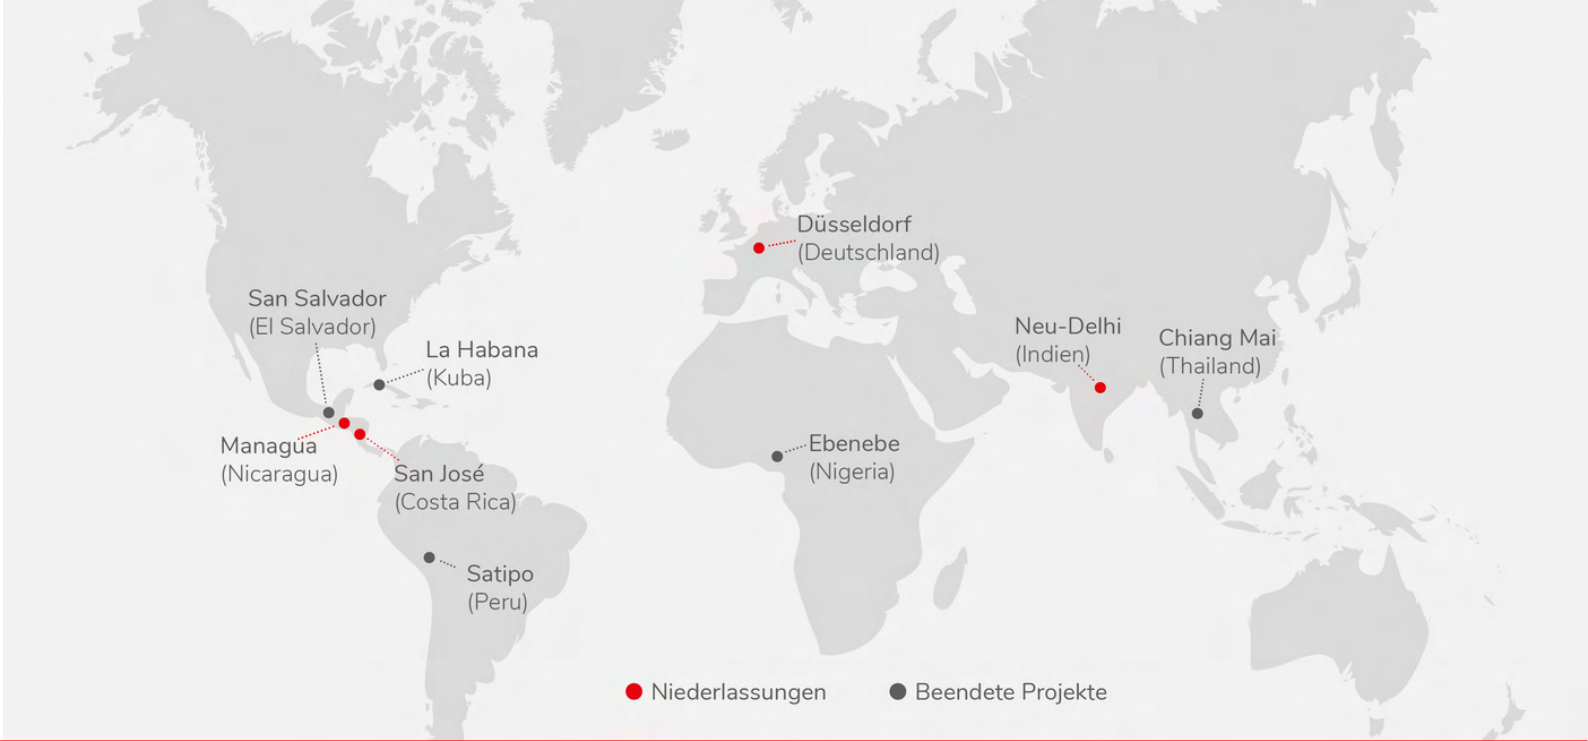 Düsseldorf
(Deutschland)
San Salvador
(El Salvador)
La Habana
(Kuba)
Neu-Delhi
(Indien)
Chiang Mai
(Thailand)
Managua
(Nicaragua)
San José
(Costa Rica)
Ebenebe
(Nigeria)
Satipo
(Peru)
Niederlassungen
Beendete Projekte